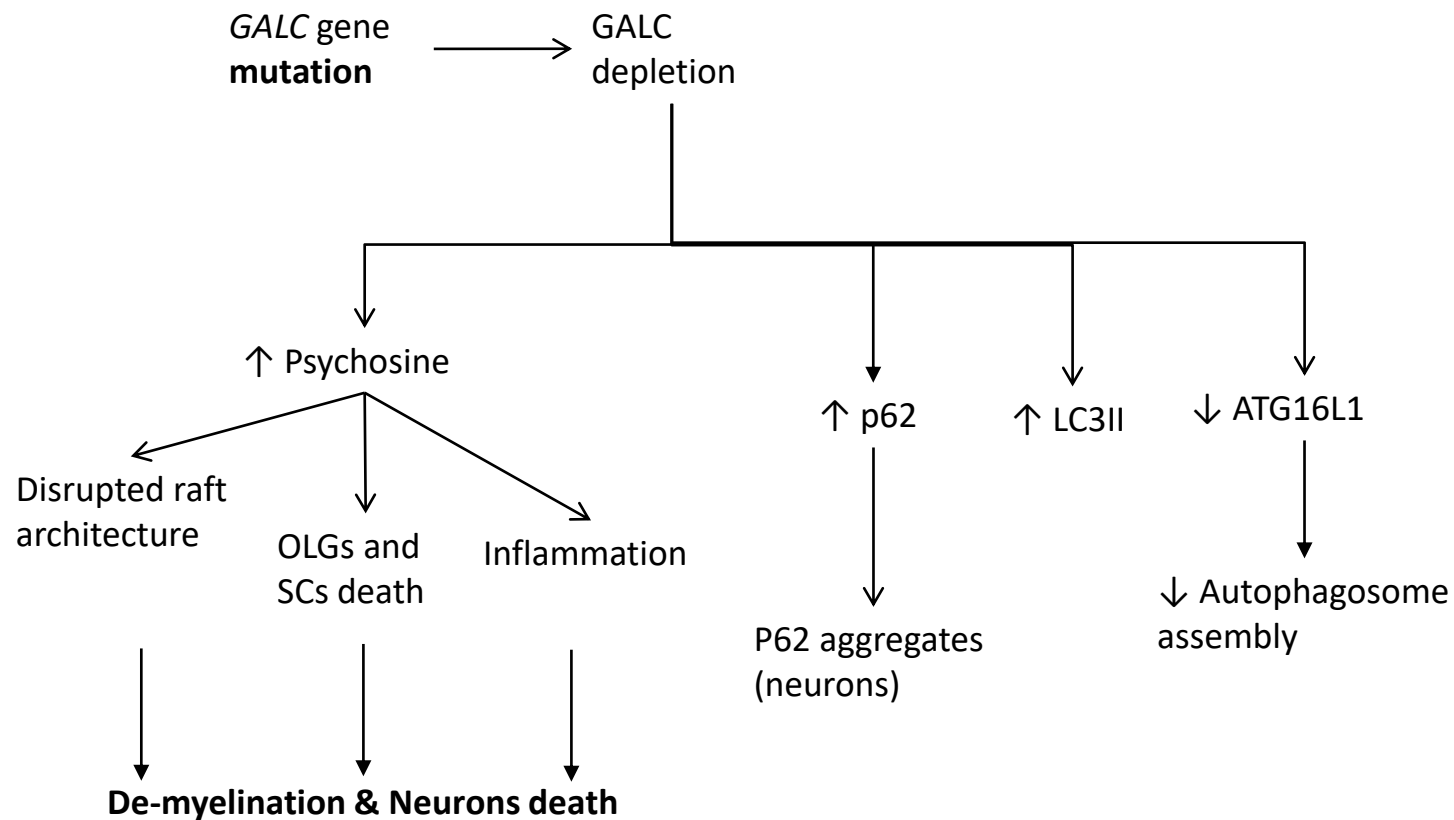 GALC gene
mutation
GALC
depletion
↑ Psychosine
↑ p62
↑ LC3II
↓ ATG16L1
Disrupted raft
architecture
OLGs and
SCs death
Inflammation
P62 aggregates
(neurons)
↓ Autophagosome
assembly
De-myelination & Neurons death